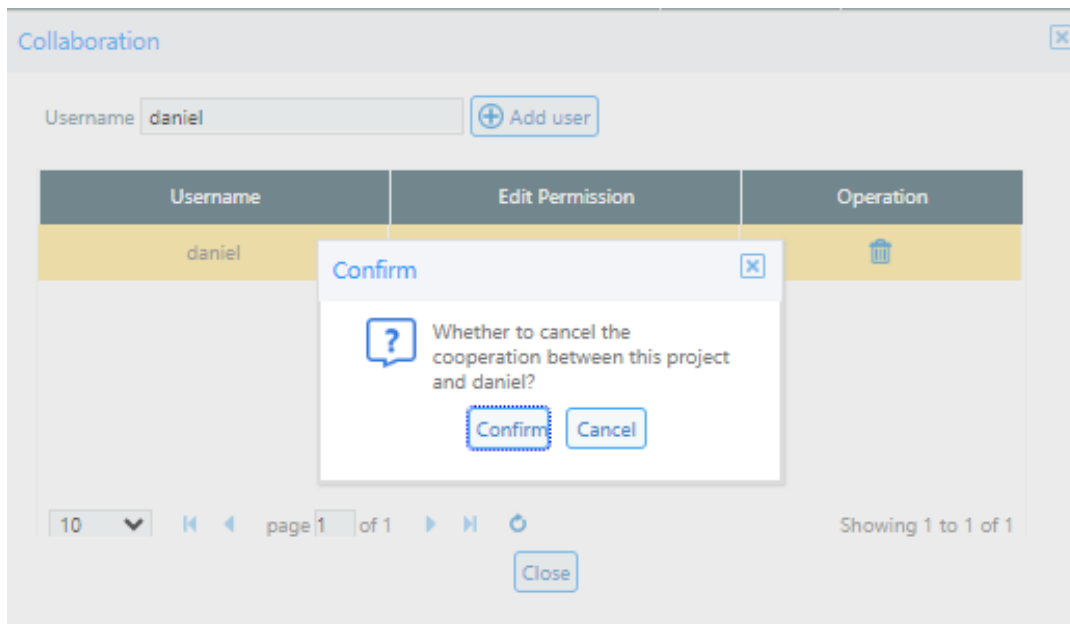 Collaboration
Username daniel Add user
Username Edit Permission Operation
daniel
Confirm
Whether to cancel the
cooperation between this project
and daniel?
Confirm Cancel
10 page 1 of 1 Showing 1 to 1 of 1
Close